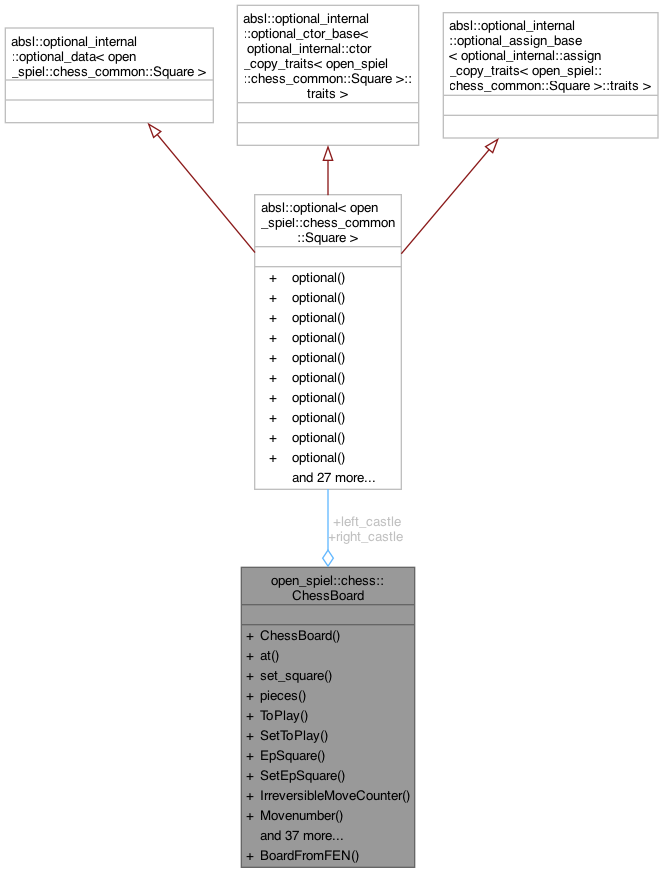 absl::optional_internal
::optional_data< open
_spiel::chess_common::Square >
absl::optional_internal
::optional_ctor_base<
optional_internal::ctor
_copy_traits< open_spiel
::chess_common::Square >::
traits >
absl::optional_internal
::optional_assign_base
< optional_internal::assign
_copy_traits< open_spiel::
chess_common::Square >::traits >
absl::optional< open
_spiel::chess_common
::Square >
+ optional()
+ optional()
+ optional()
+ optional()
+ optional()
+ optional()
+ optional()
+ optional()
+ optional()
+ optional()
and 27 more...
+left_castle
+right_castle
open_spiel::chess::
ChessBoard
+ ChessBoard()
+ at()
+ set_square()
+ pieces()
+ ToPlay()
+ SetToPlay()
+ EpSquare()
+ SetEpSquare()
+ IrreversibleMoveCounter()
+ Movenumber()
and 37 more...
+ BoardFromFEN()